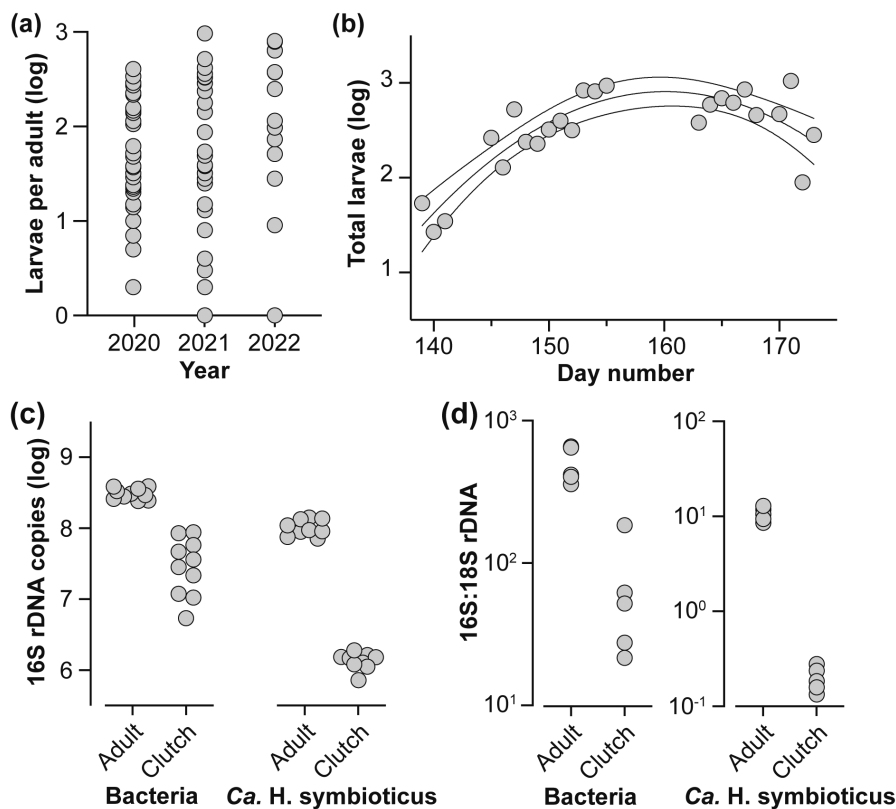 (a)
Larvae per adult (log)
3
2
1
0
2020 2021 2022
Year
(b)
Total larvae (log)
3
2
1
140 150 160 170
Day number
(c)
16S rDNA copies (log)
9
8
7
6
Adult Clutch Adult Clutch
Bacteria Ca. H. symbioticus
(d)
16S:18S rDNA
10³
10²
10¹
10²
10¹
10⁰
10⁻¹
Adult Clutch Adult Clutch
Bacteria Ca. H. symbioticus